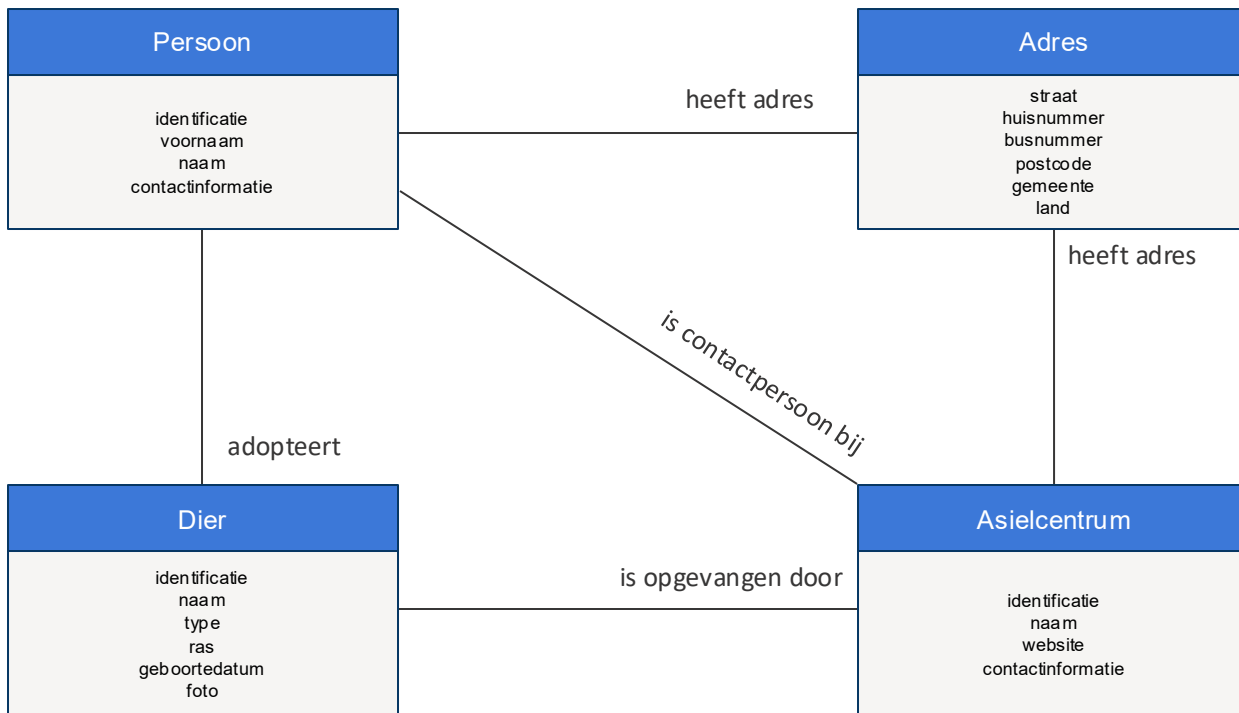 Persoon
identificatie
voornaam
naam
contactinformatie
heeft adres
Adres
straat
huisnummer
busnummer
postcode
gemeente
land
heeft adres
is contactpersoon bij
adopteert
Dier
identificatie
naam
type
ras
geboortedatum
foto
is opgevangen door
Asielcentrum
identificatie
naam
website
contactinformatie